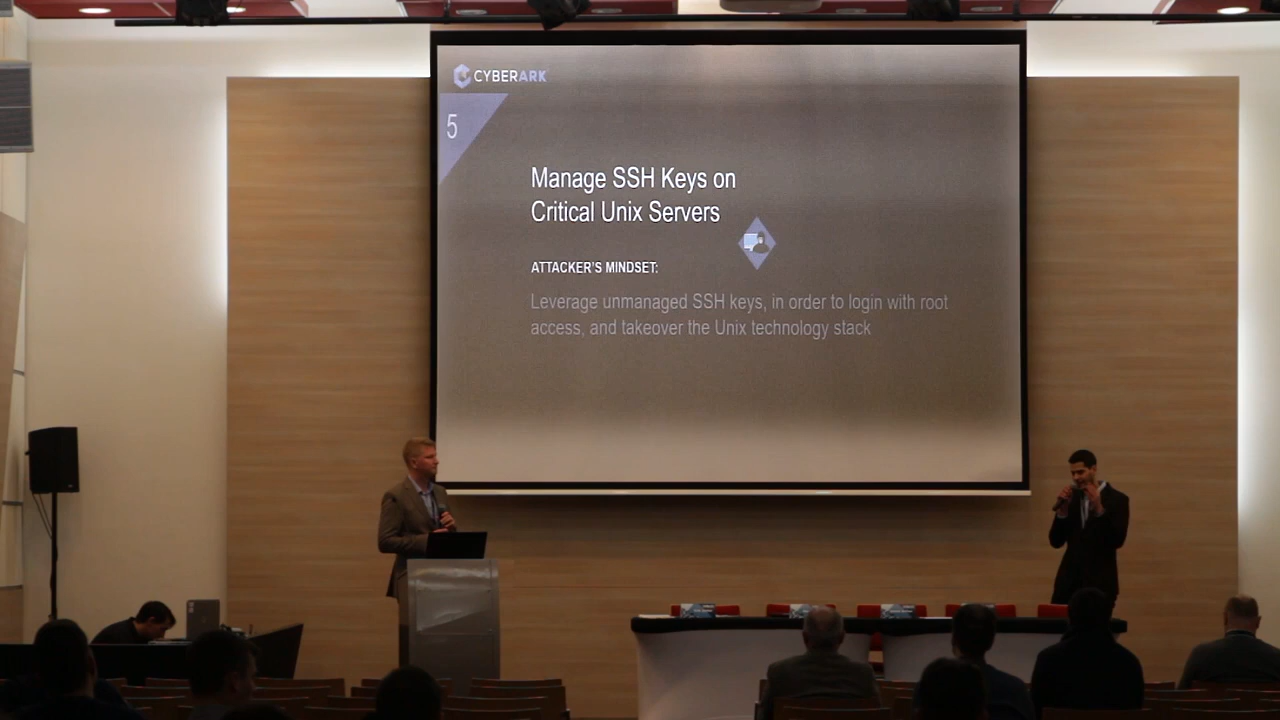 CYBERARK
5
Manage SSH Keys on
Critical Unix Servers
ATTACKER'S MINDSET:
Leverage unmanaged SSH keys, in order to login with root
access, and takeover the Unix technology stack